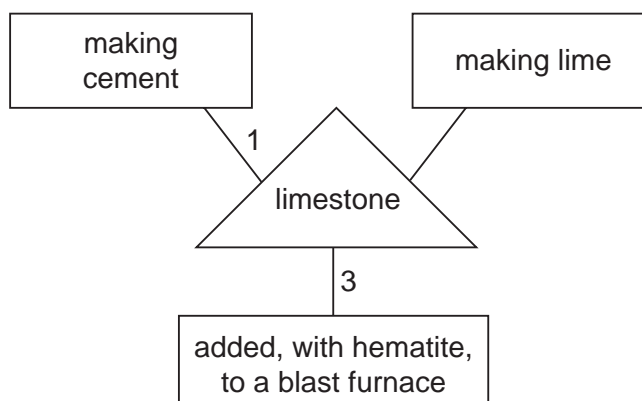 making
cement
making lime
1
limestone
3
added, with hematite,
to a blast furnace